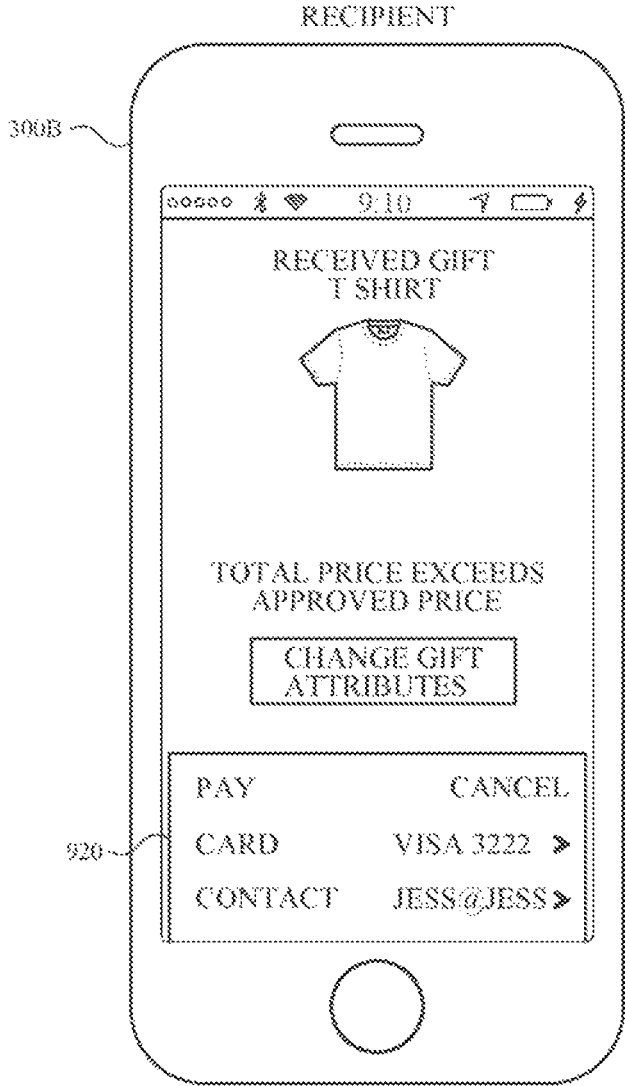 RECIPIENT
300B
9:10
RECEIVED GIFT
T SHIRT
TOTAL PRICE EXCEEDS
APPROVED PRICE
CHANGE GIFT
ATTRIBUTES
PAY CANCEL
920
CARD VISA 3222 >
CONTACT JESS@JESS >